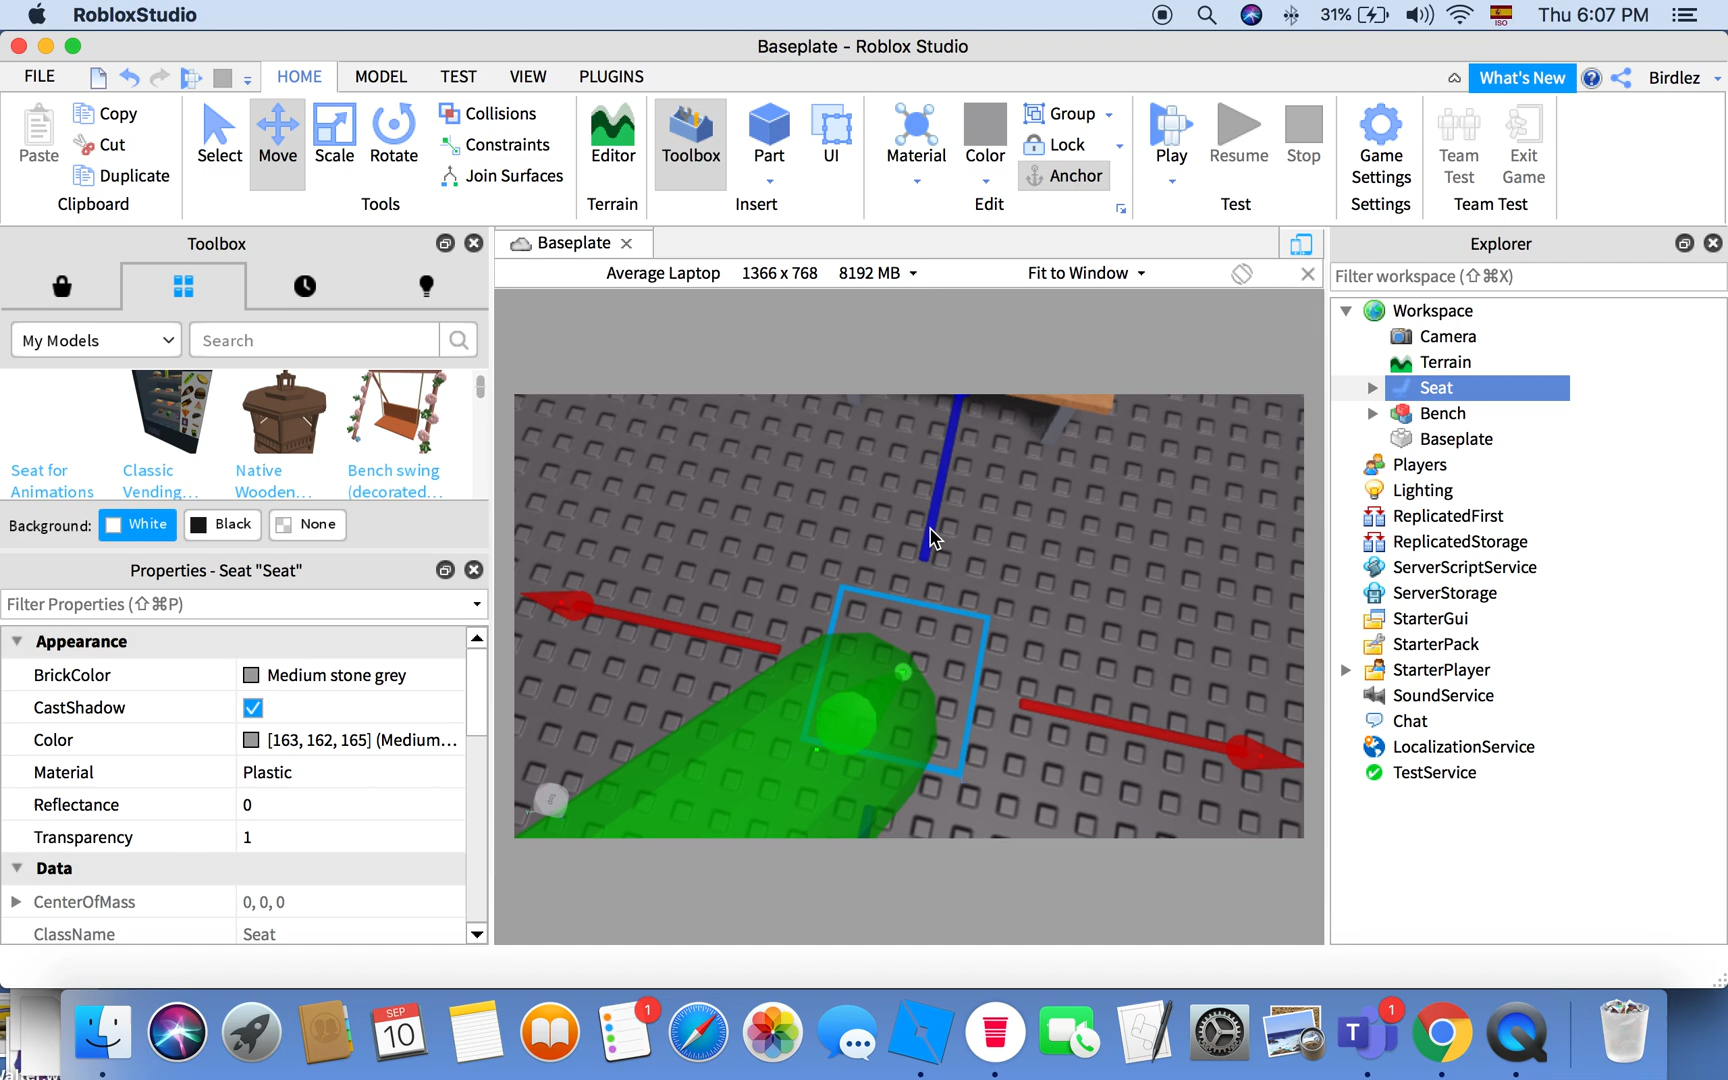 RobloxStudio
31%
Thu 6:07 PM
ISO
Baseplate - Roblox Studio
FILE
HOME
MODEL
TEST
VIEW
PLUGINS
What's New
Birdlez
Paste
Copy
Cut
Duplicate
Clipboard
Select
Move
Scale
Rotate
Collisions
Constraints
Join Surfaces
Tools
Editor
Terrain
Toolbox
Part
UI
Insert
Material
Color
Group
Lock
Anchor
Edit
Play
Resume
Stop
Test
Game
Settings
Settings
Team
Test
Exit
Game
Team Test
Toolbox
My Models
Search
Seat for
Animations
Classic
Vending...
Native
Wooden...
Bench swing
(decorated...
Background:
White
Black
None
Properties - Seat "Seat"
Filter Properties (⇧⌘P)
Appearance
BrickColor
Medium stone grey
CastShadow
Color
[163, 162, 165] (Medium...
Material
Plastic
Reflectance
0
Transparency
1
Data
CenterOfMass
0, 0, 0
ClassName
Seat
Baseplate
Average Laptop 1366 x 768 8192 MB
Fit to Window
Explorer
Filter workspace (⇧⌘X)
Workspace
Camera
Terrain
Seat
Bench
Baseplate
Players
Lighting
ReplicatedFirst
ReplicatedStorage
ServerScriptService
ServerStorage
StarterGui
StarterPack
StarterPlayer
SoundService
Chat
LocalizationService
TestService
SEP
10
1
T
1